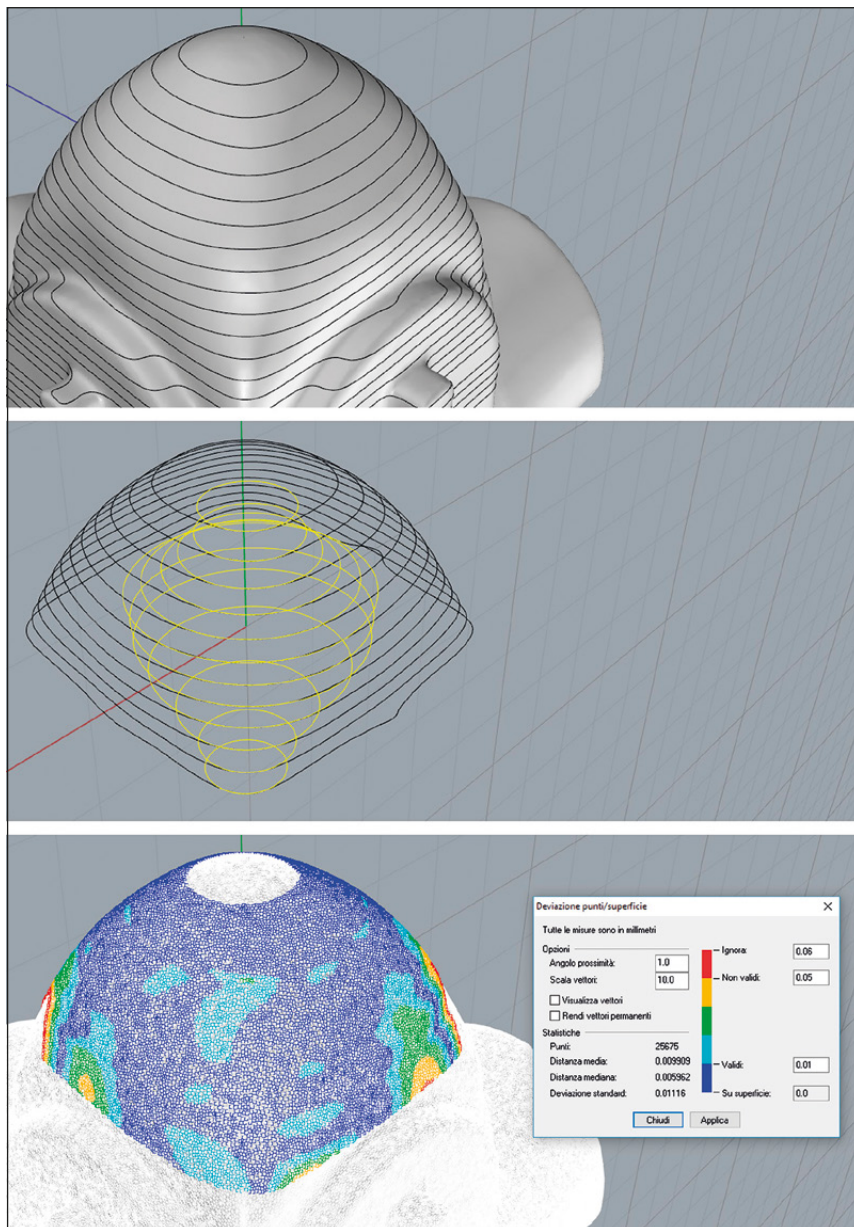 Deviazione punti/superficie
Tutte le misure sono in millimetri
Opzioni
Angolo prossimità: 1.0
Scala vettori: 10.0
Visualizza vettori
Rendi vettori permanenti
Statistiche
Punti: 25675
Distanza media: 0.009909
Distanza mediana: 0.005962
Deviazione standard: 0.01116
Ignora: 0.06
Non validi: 0.05
Validi: 0.01
Su superficie: 0.0
Chiudi Applica